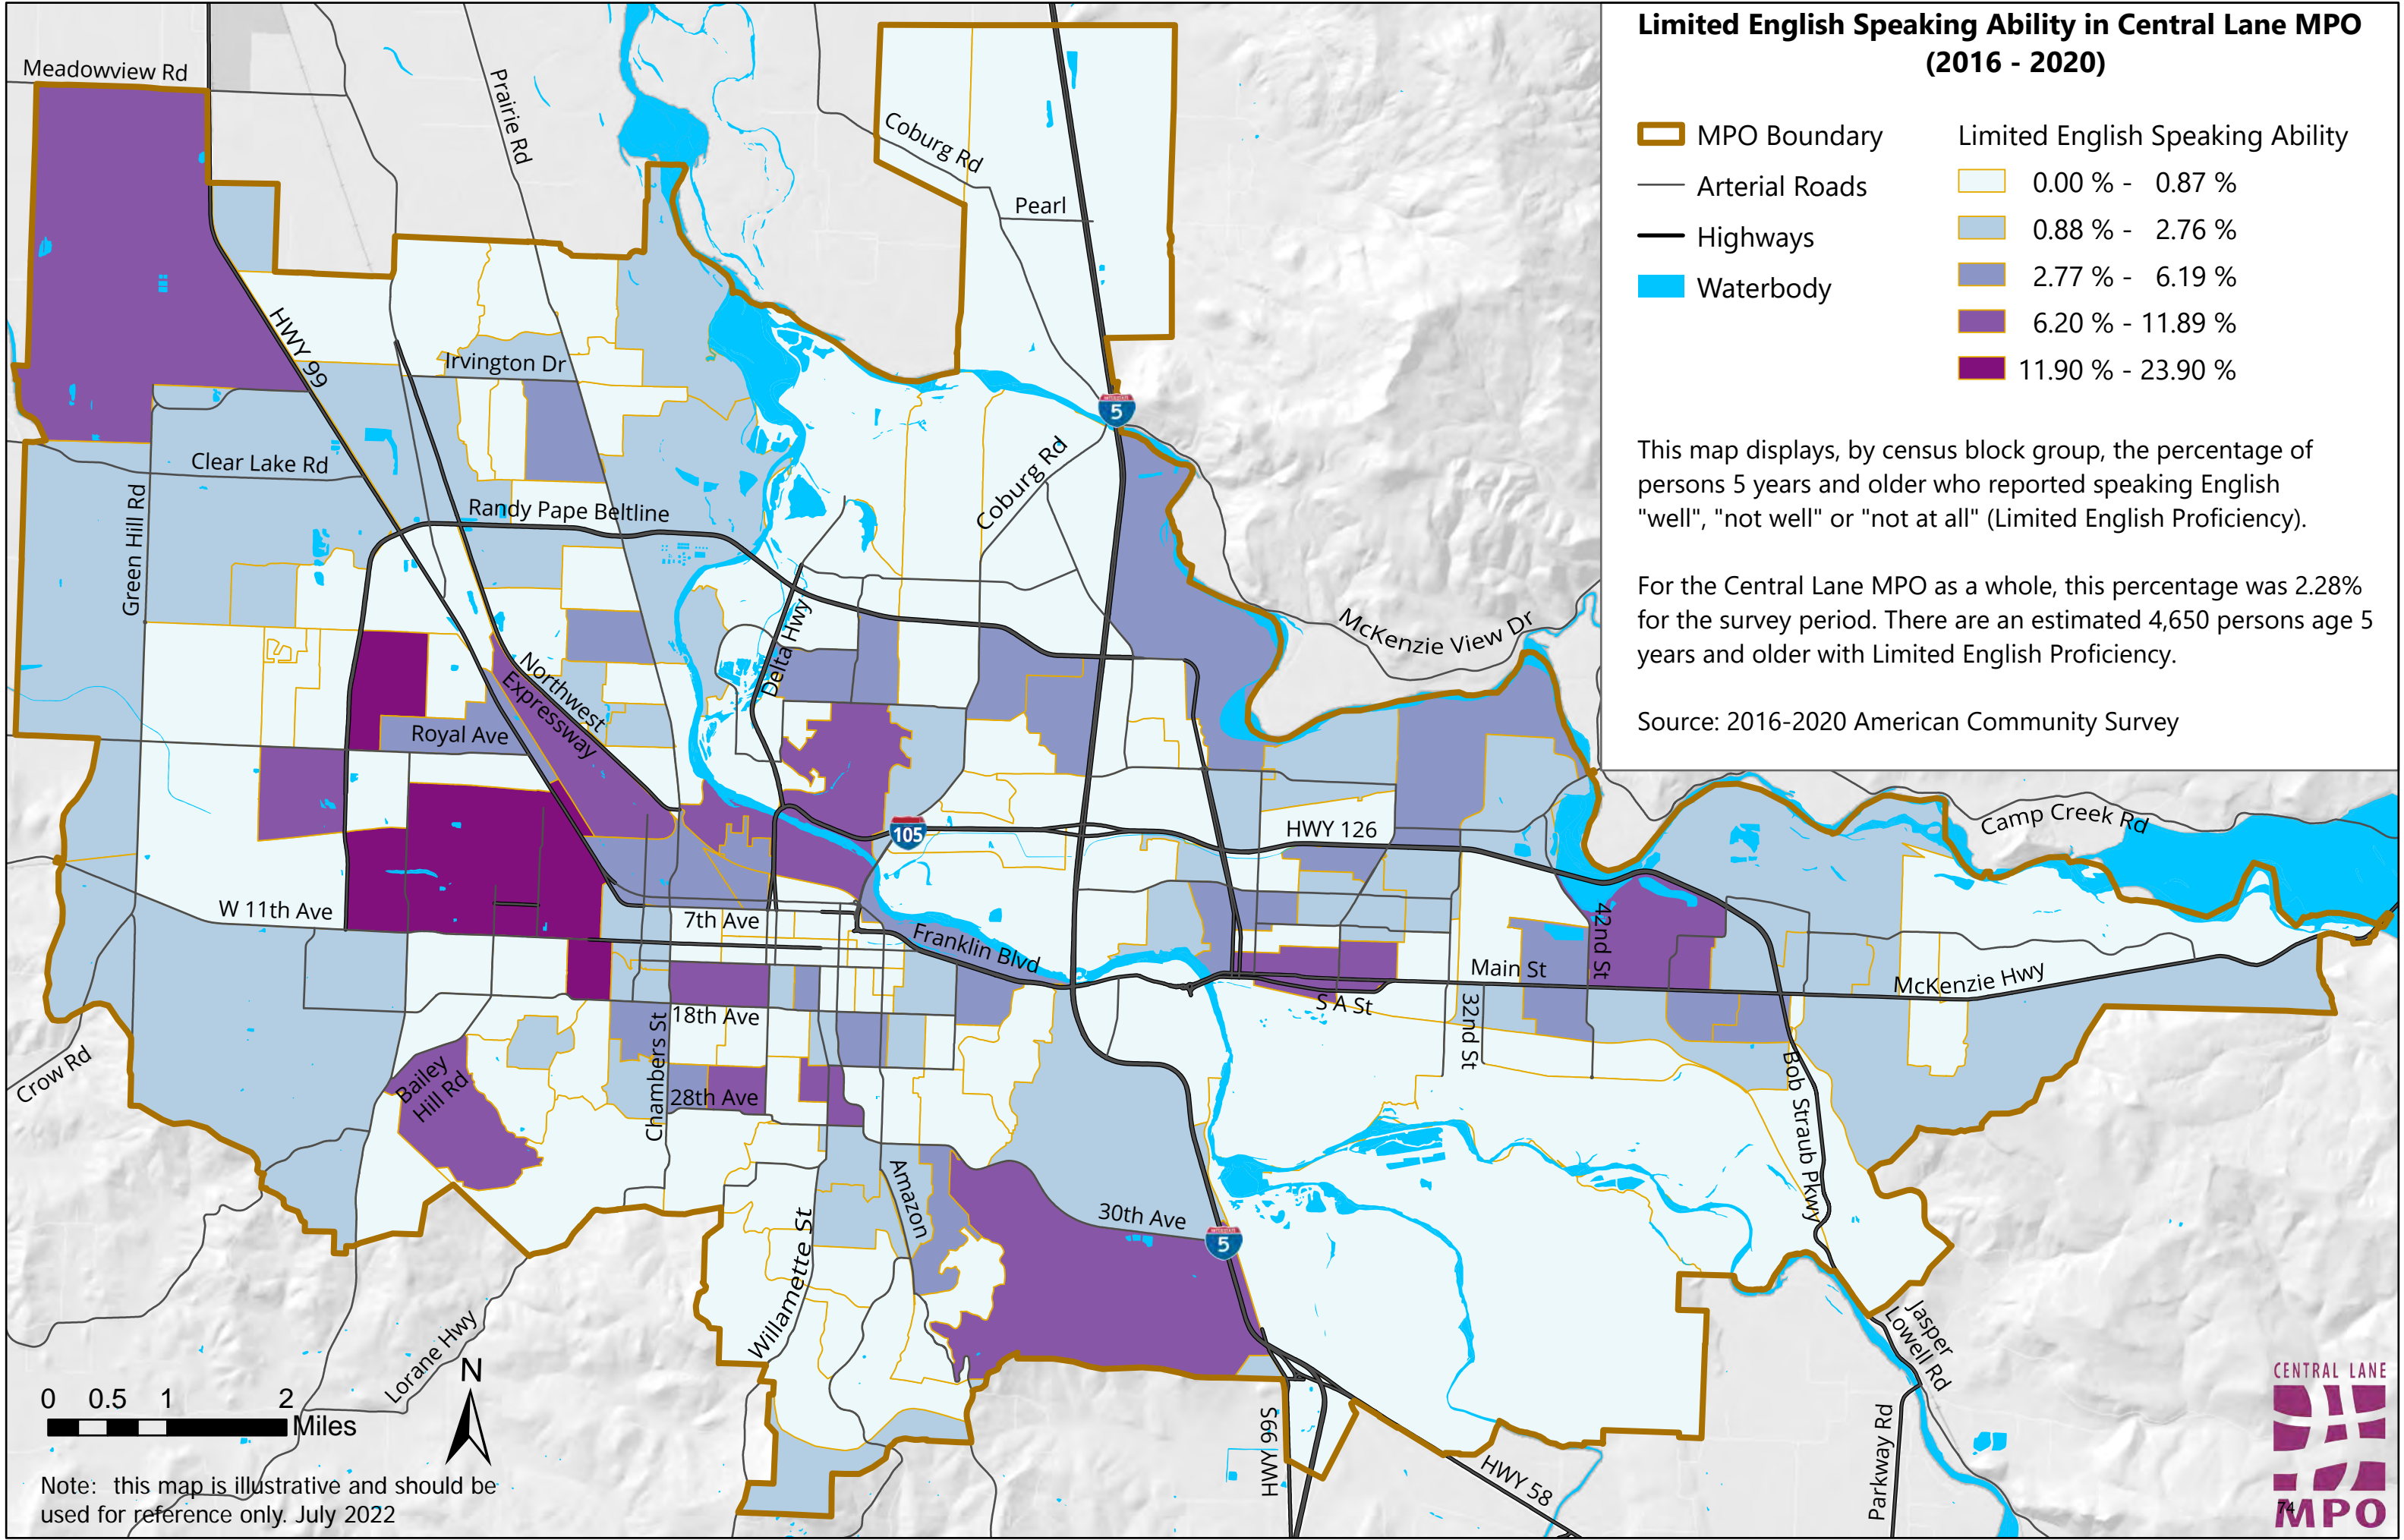 Limited English Speaking Ability in Central Lane MPO
(2016 - 2020)
MPO Boundary
Arterial Roads
Highways
Waterbody
Limited English Speaking Ability
0.00 % - 0.87 %
0.88 % - 2.76 %
2.77 % - 6.19 %
6.20 % - 11.89 %
11.90 % - 23.90 %
This map displays, by census block group, the percentage of
persons 5 years and older who reported speaking English
"well", "not well" or "not at all" (Limited English Proficiency).
For the Central Lane MPO as a whole, this percentage was 2.28%
for the survey period. There are an estimated 4,650 persons age 5
years and older with Limited English Proficiency.
Source: 2016-2020 American Community Survey
Meadowview Rd
Prairie Rd
Coburg Rd
Pearl
HWY 99
Irvington Dr
INTERSTATE
5
Clear Lake Rd
Coburg Rd
Green Hill Rd
Randy Pape Beltline
Delta Hwy
McKenzie View Dr
Northwest
Expressway
Royal Ave
105
HWY 126
Camp Creek Rd
W 11th Ave
7th Ave
Franklin Blvd
42nd St
Main St
McKenzie Hwy
S A St
18th Ave
32nd St
Chambers St
Crow Rd
Bailey
Hill Rd
28th Ave
Bob Straub Pkwy
Amazon
30th Ave
INTERSTATE
5
Willamette St
Jasper
Lowell Rd
Lorane Hwy
HWY 99S
HWY 58
Parkway Rd
N
0 0.5 1 2
Miles
Note: this map is illustrative and should be
used for reference only. July 2022
CENTRAL LANE
74
MPO